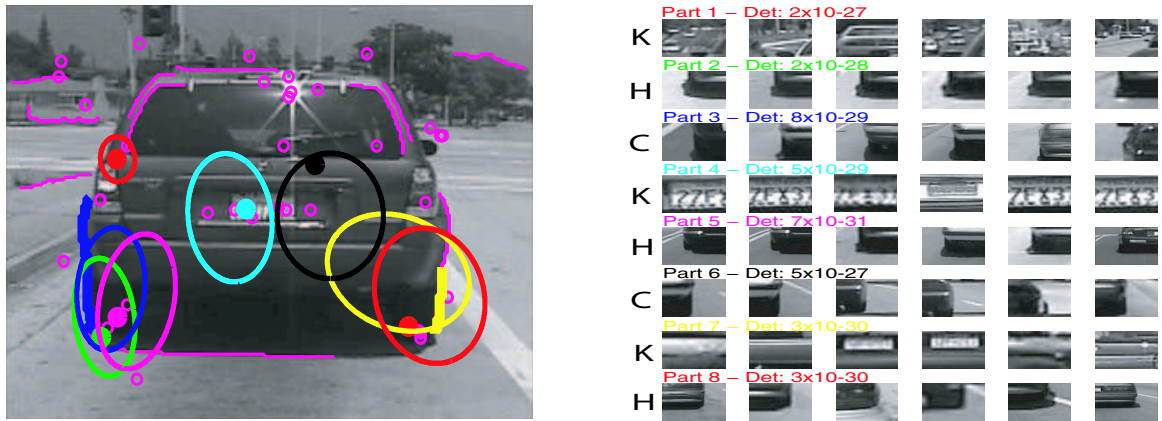 Part 1 – Det: 2x10-27
K
Part 2 – Det: 2x10-28
H
Part 3 – Det: 8x10-29
C
Part 4 – Det: 5x10-29
K
Part 5 – Det: 7x10-31
H
Part 6 – Det: 5x10-27
C
Part 7 – Det: 3x10-30
K
Part 8 – Det: 3x10-30
H